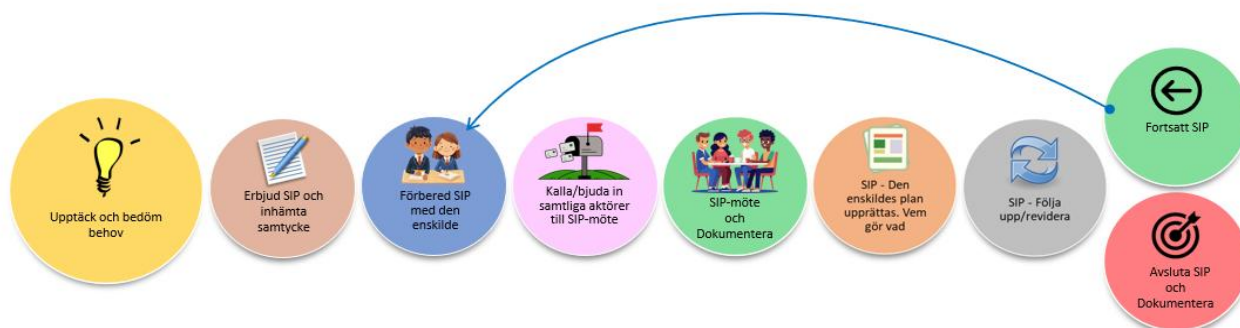 Upptäck och bedöm
behov
Erbjud SIP och
inhämta
samtycke
Förbered SIP
med den
enskilde
Kalla/bjuda in
samtliga aktörer
till SIP-möte
SIP-möte
och
Dokumentera
SIP - Den
enskildes plan
upprättas. Vem
gör vad
SIP - Följa
upp/revidera
Fortsatt SIP
Avsluta SIP
och
Dokumentera